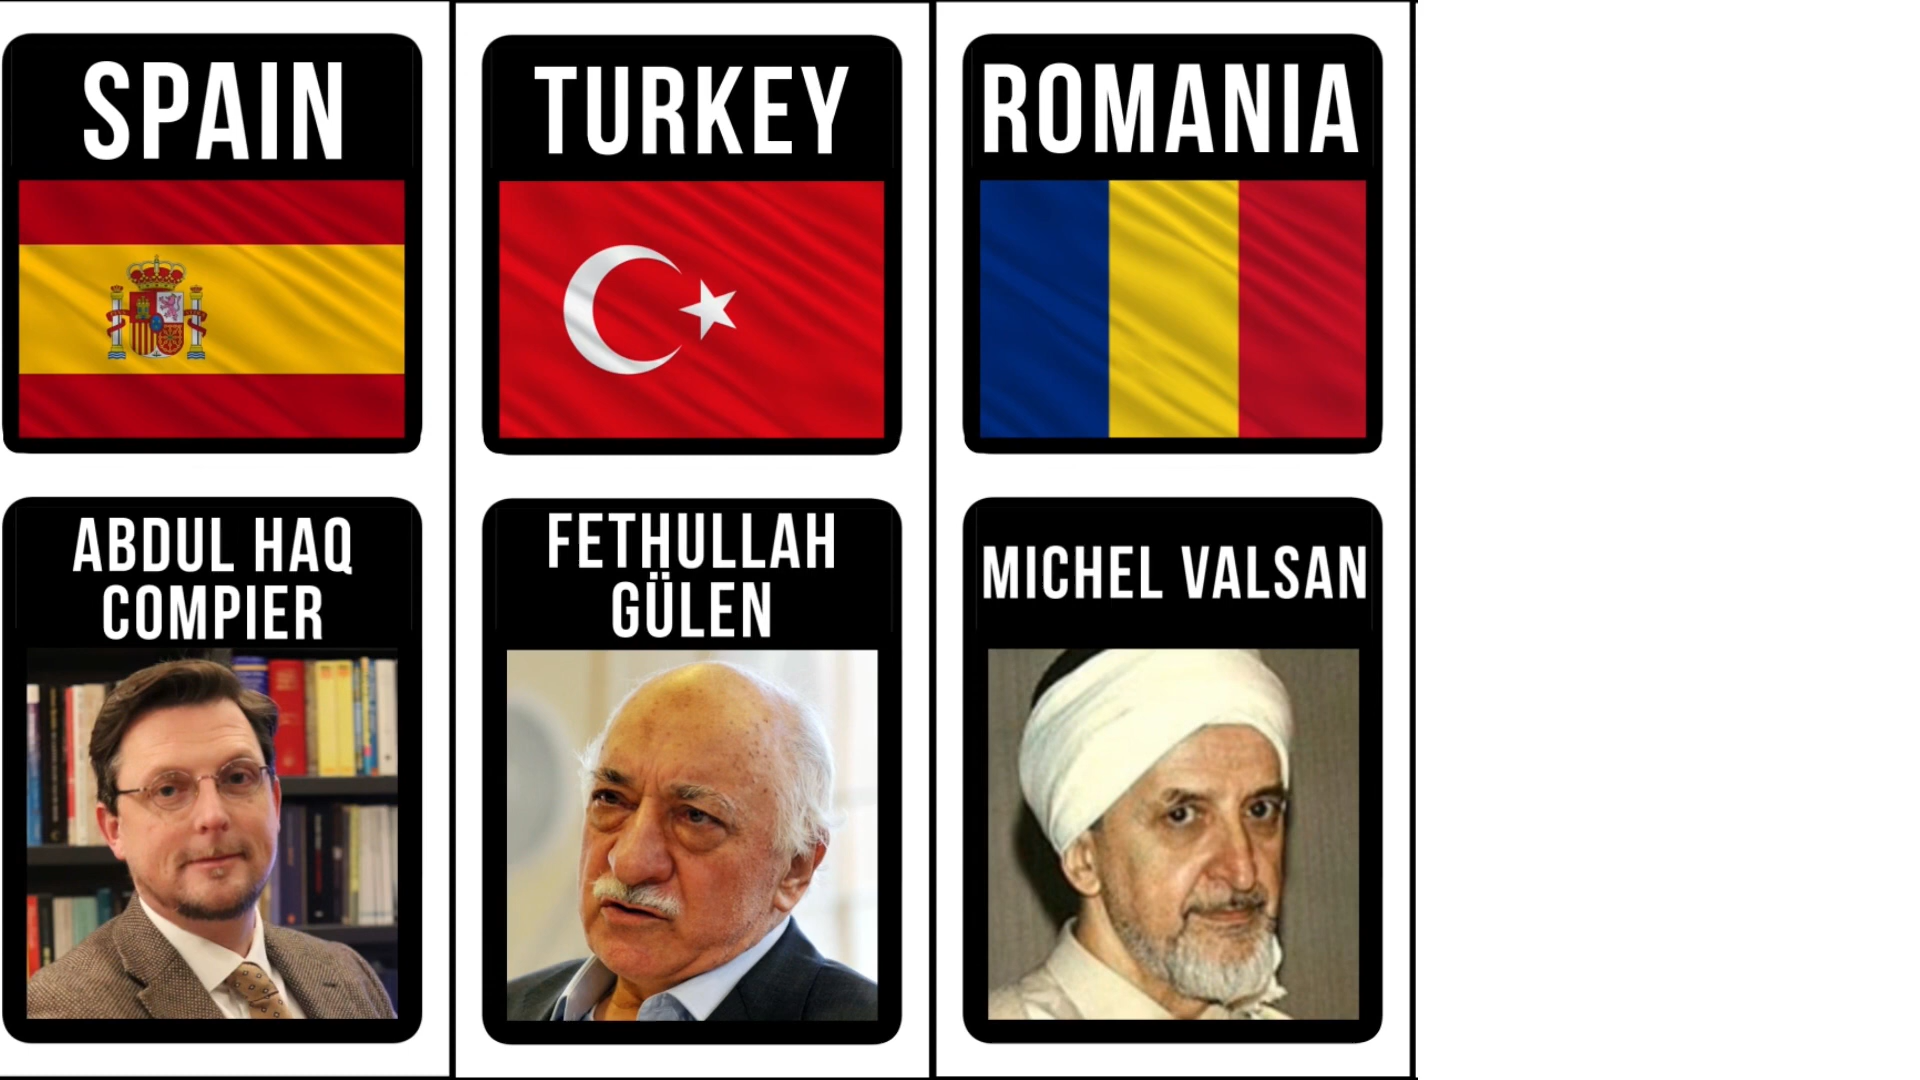 SPAIN
TURKEY
ROMANIA
ABDUL HAQ
COMPIER
FETHULLAH
GÜLEN
MICHEL VALSAN